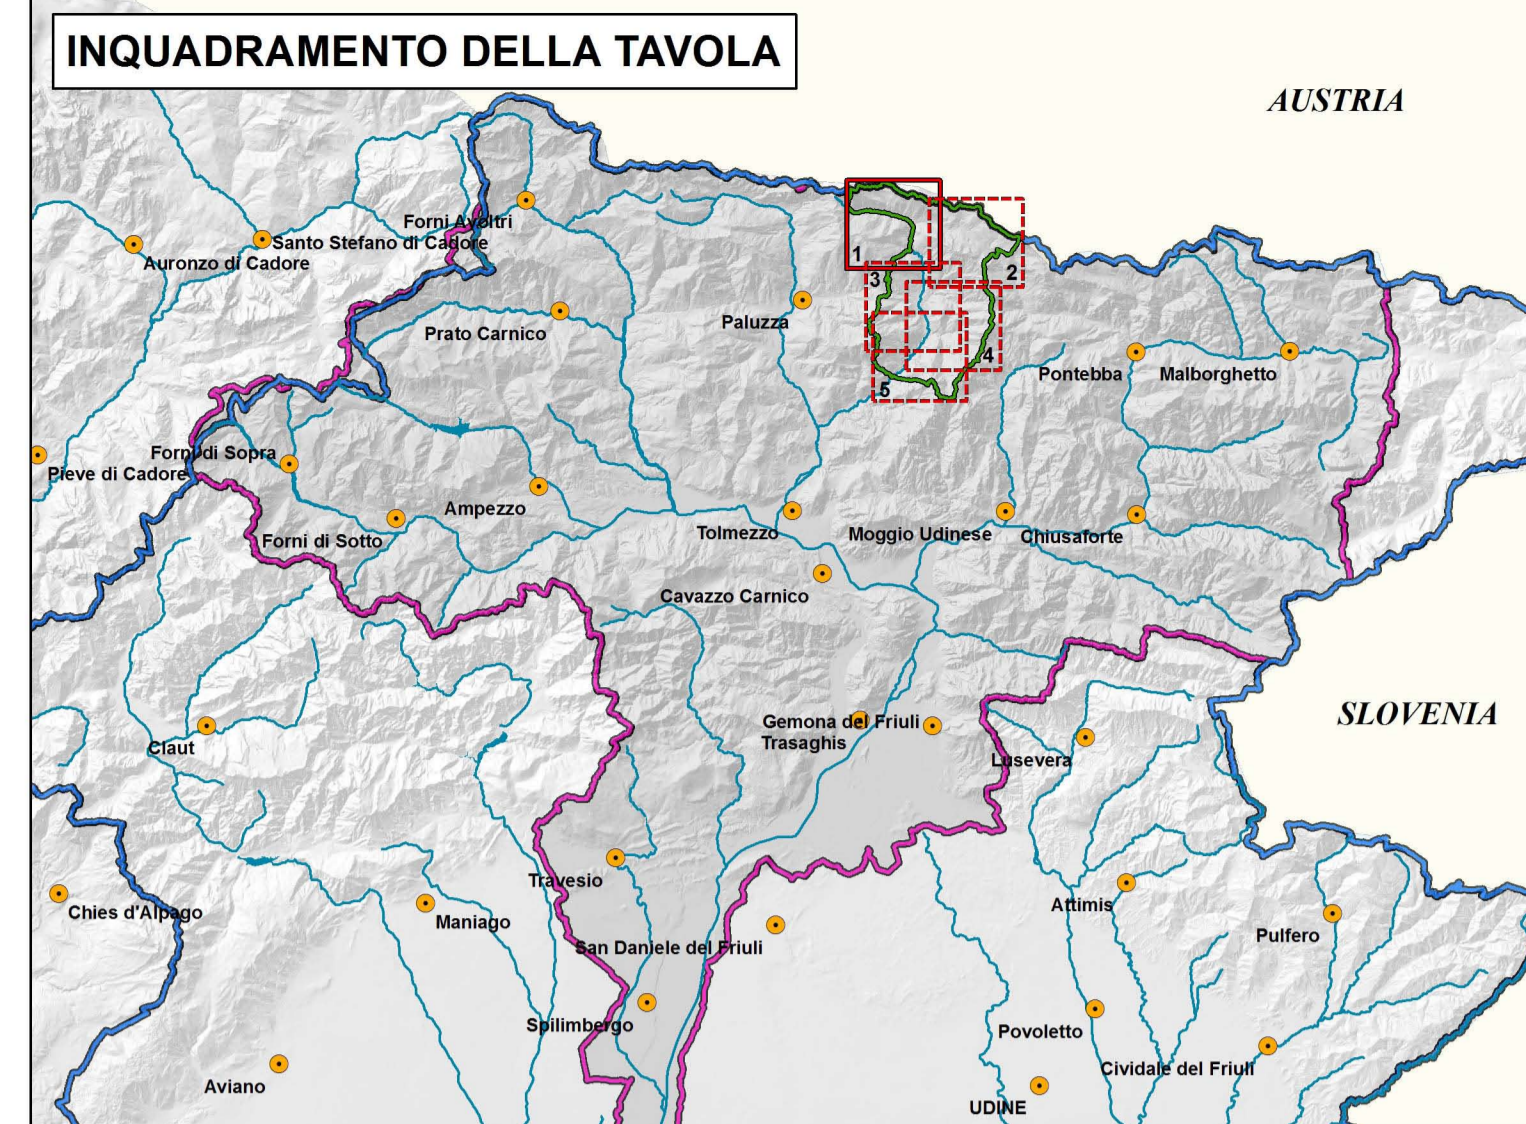 INQUADRAMENTO DELLA TAVOLA
AUSTRIA
Forni Avoltri
Santo Stefano di Cadore
Auronzo di Cadore
1
2
3
Paluzza
Prato Carnico
4
Pontebba
Malborghetto
5
Forni di Sopra
Pieve di Cadore
Ampezzo
Tolmezzo
Moggio Udinese
Chiusaforte
Forni di Sotto
Cavazzo Carnico
SLOVENIA
Gemona del Friuli
Trasaghis
Claut
Lusevera
Travesio
Attimis
Chies d'Alpago
Maniago
Pulfero
San Daniele del Friuli
Spilimbergo
Povoletto
Cividale del Friuli
Aviano
UDINE